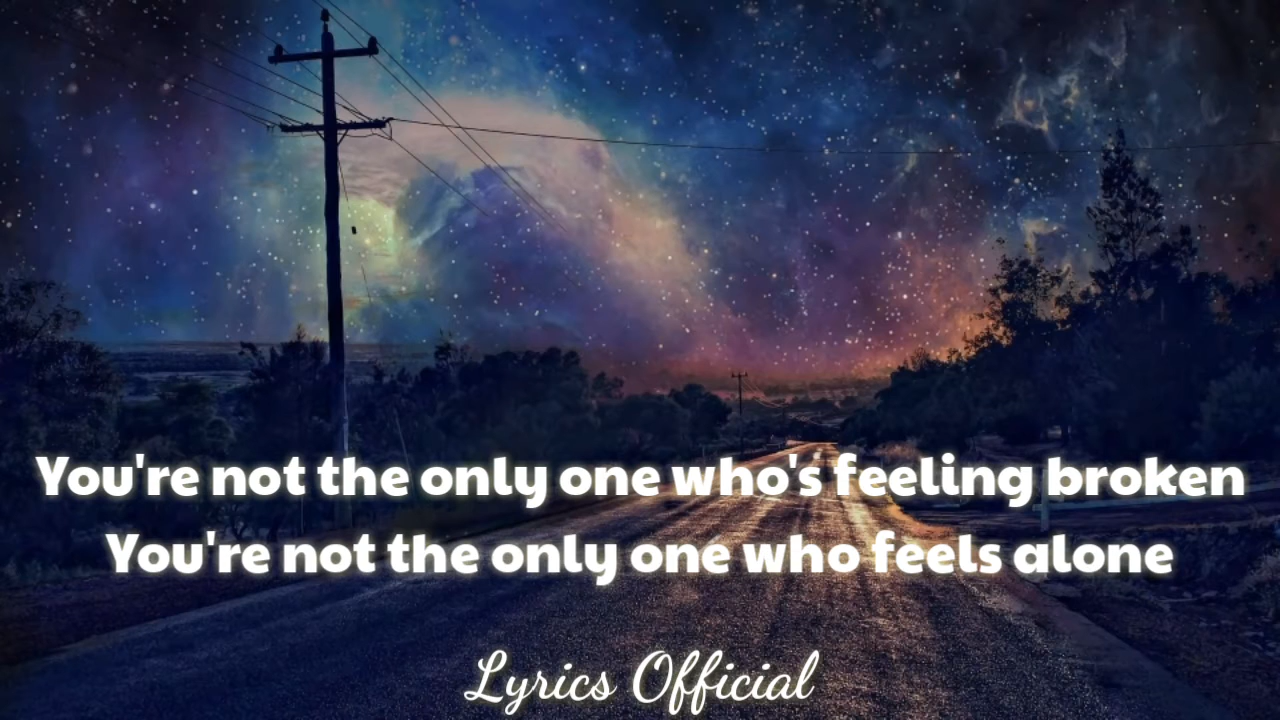 You're not the only one who's feeling broken
You're not the only one who feels alone
Lyrics Official